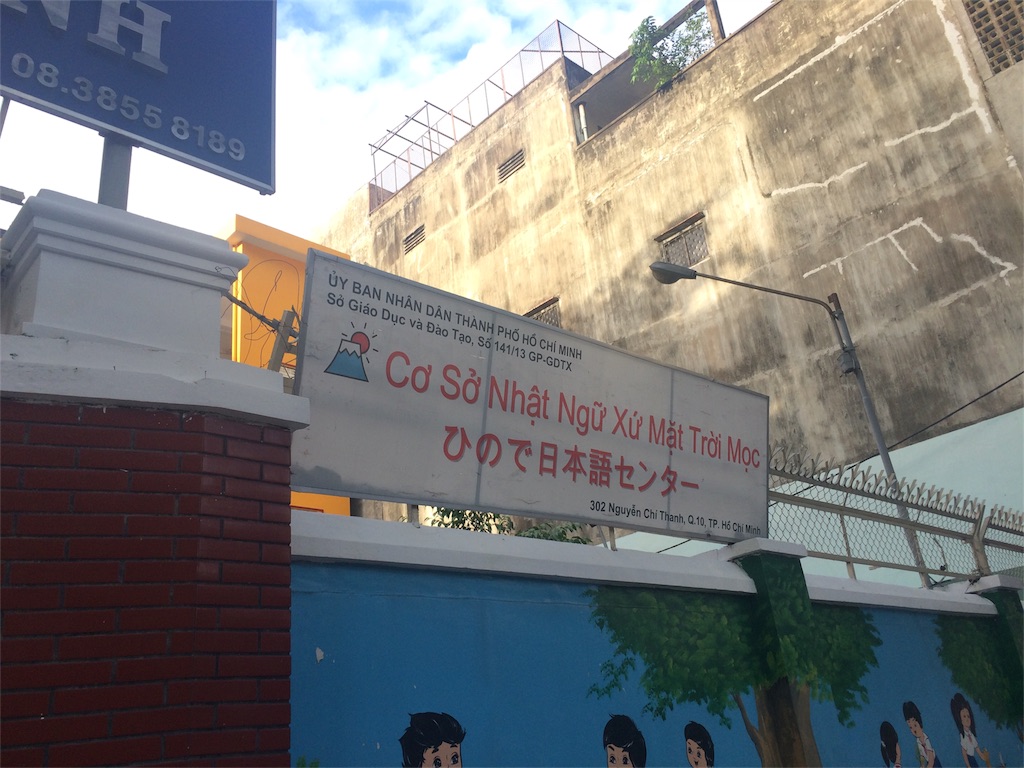 NH
08.3855 8189
ỦY BAN NHÂN DÂN THÀNH PHỐ HỒ CHÍ MINH
Sở Giáo Dục và Đào Tạo, Số 141/13 GP-GDTX
Cơ Sở Nhật Ngữ Xứ Mặt Trời Mọc
ひので日本語センター
302 Nguyễn Chí Thanh, Q.10, TP. Hồ Chí Minh